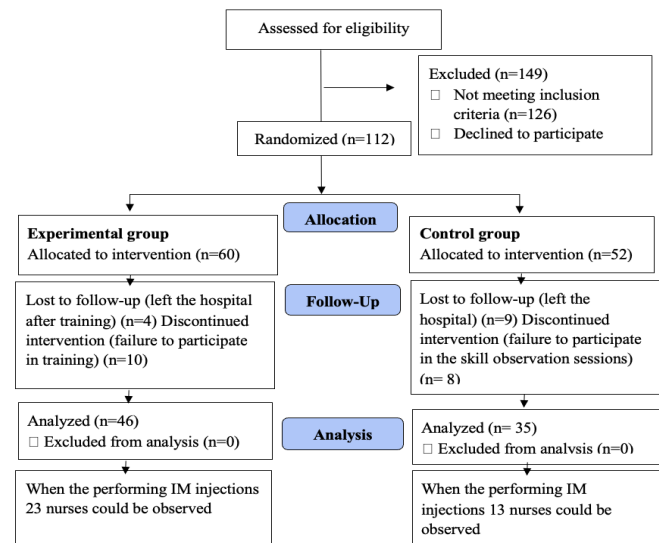 Assessed for eligibility
Excluded (n=149)
□ Not meeting inclusion
criteria (n=126)
□ Declined to participate
Randomized (n=112)
Allocation
Experimental group
Allocated to intervention (n=60)
Control group
Allocated to intervention (n=52)
Follow-Up
Lost to follow-up (left the hospital
after training) (n=4) Discontinued
intervention (failure to participate
in training) (n=10)
Lost to follow-up (left the
hospital) (n=9) Discontinued
intervention (failure to participate
in the skill observation sessions)
(n= 8)
Analysis
Analyzed (n=46)
□ Excluded from analysis (n=0)
Analyzed (n= 35)
□ Excluded from analysis (n=0)
When the performing IM injections
23 nurses could be observed
When the performing IM
injections 13 nurses could be
observed